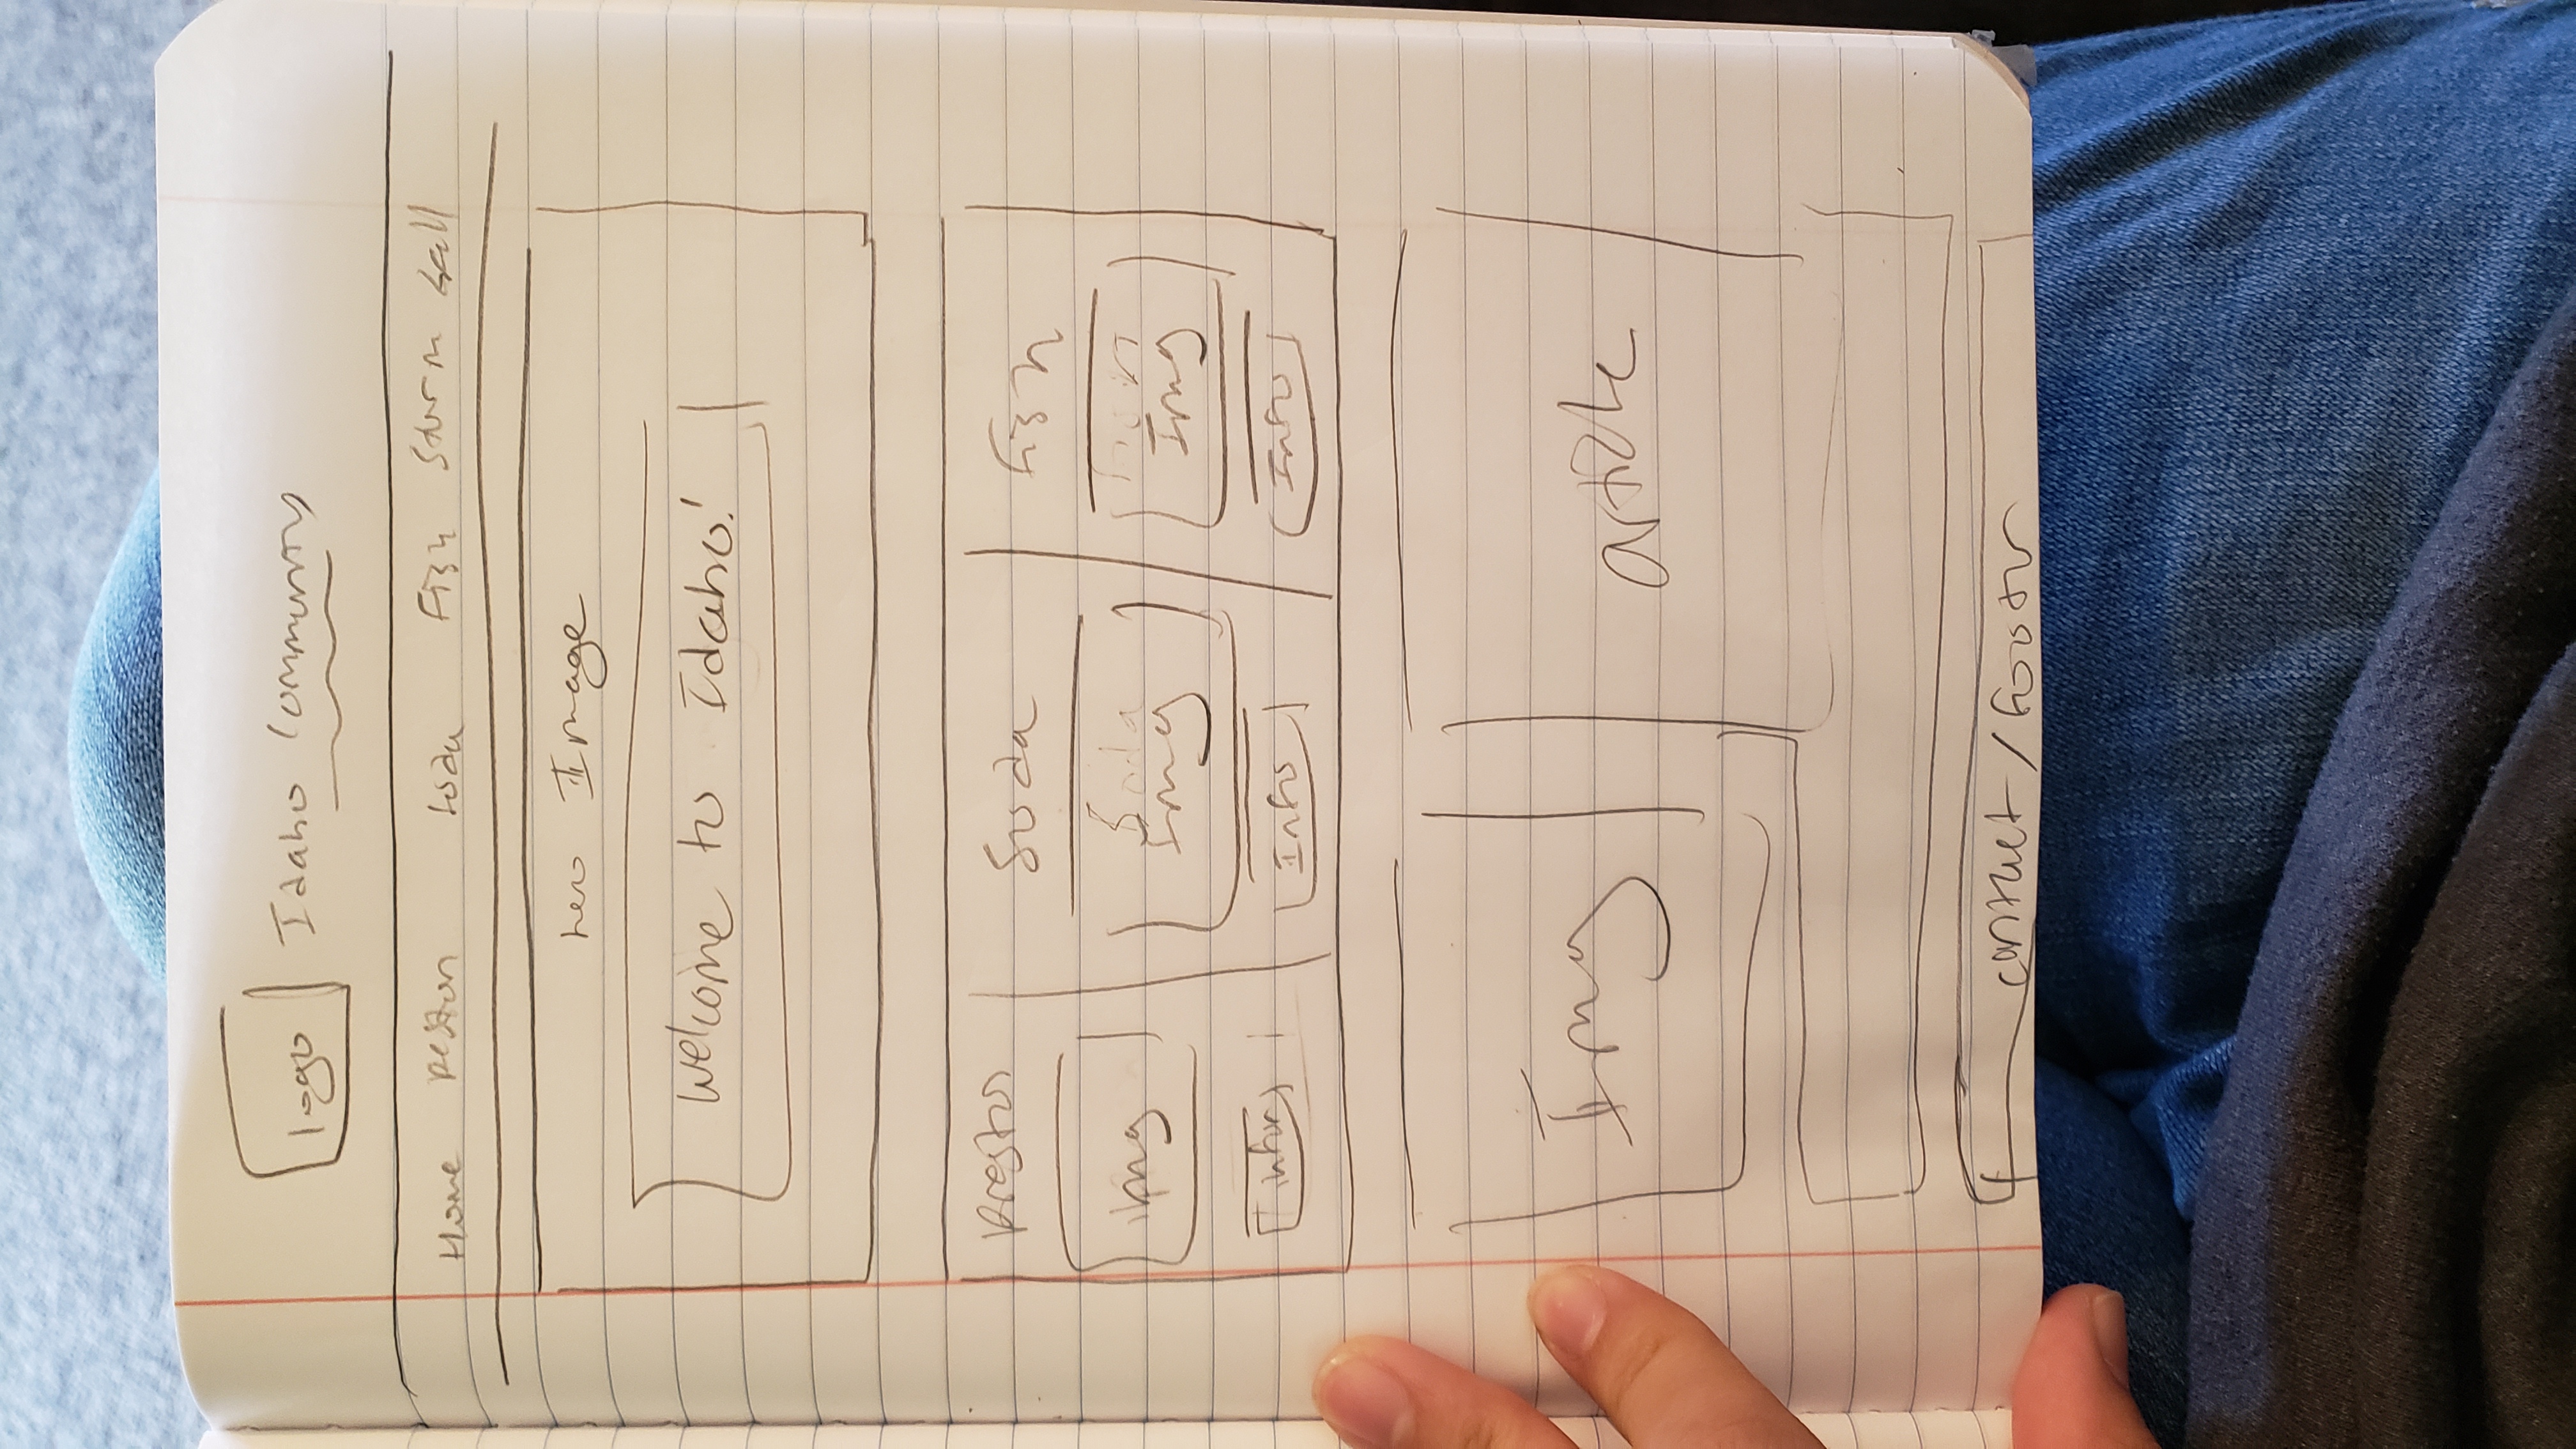 logo Idaho Community
Home Preston Soda Fish Storm ball
hero Image
Welcome to Idaho!
Preston Soda Fish
img Soda Img Img
Info Info Info
Img article
contact / footer